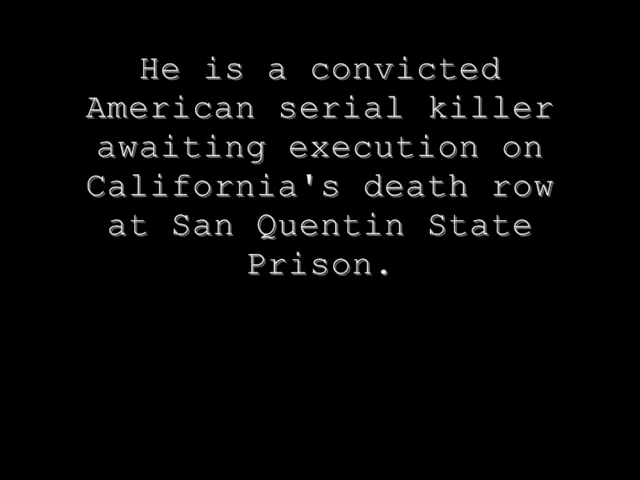 He is a convicted
American serial killer
awaiting execution on
California's death row
at San Quentin State
Prison.